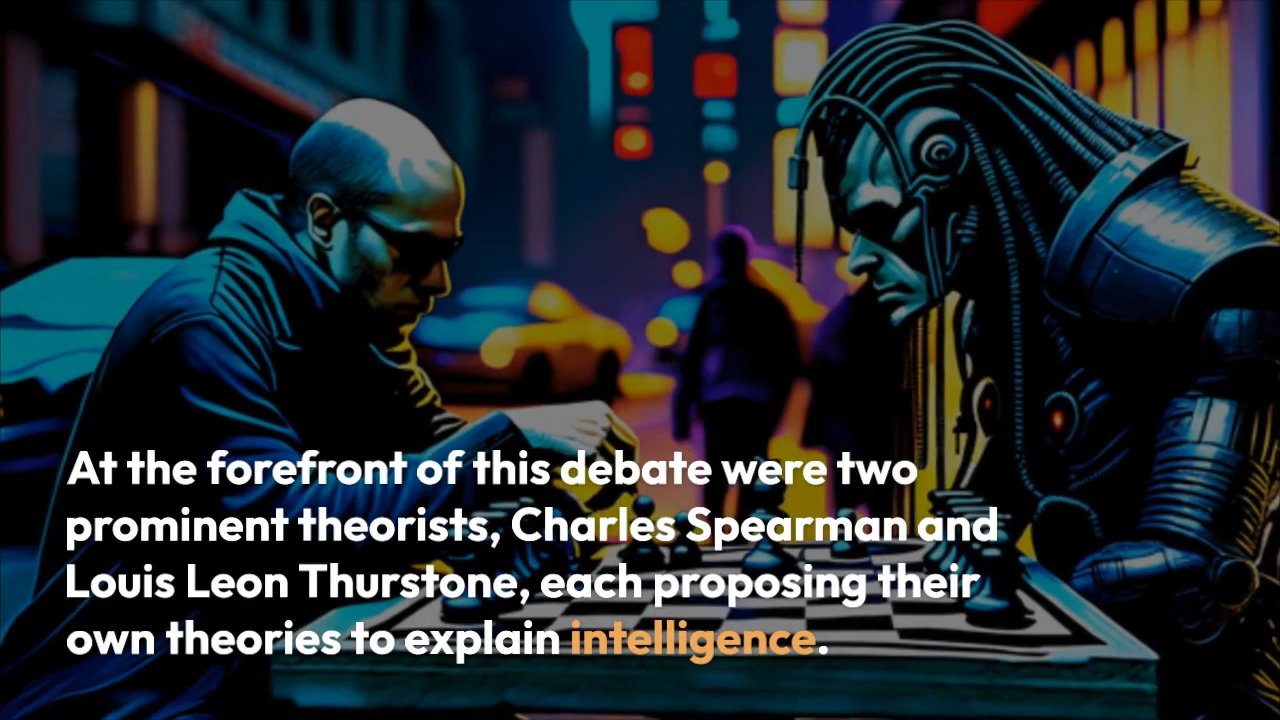 At the forefront of this debate were two
prominent theorists, Charles Spearman and
Louis Leon Thurstone, each proposing their
own theories to explain intelligence.